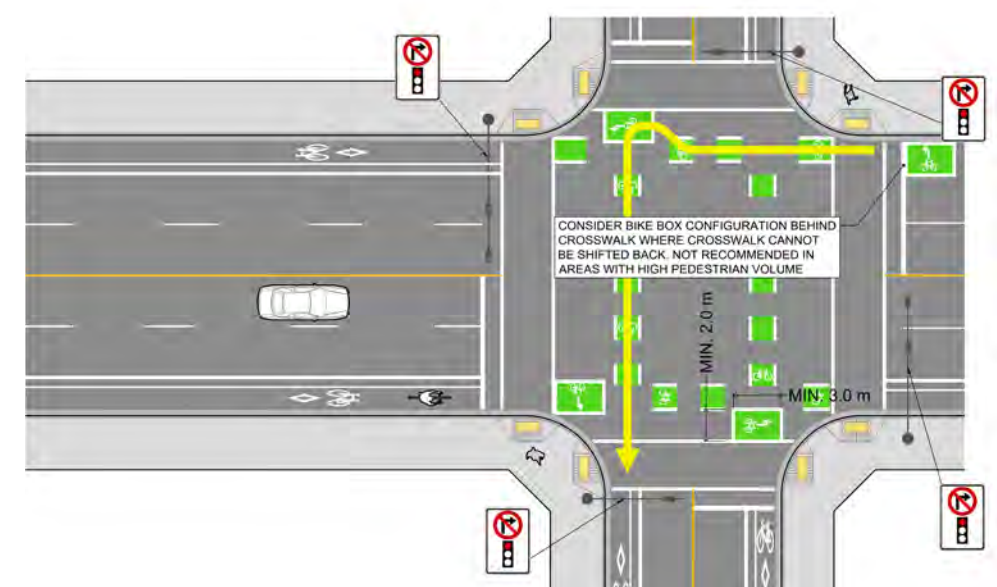 CONSIDER BIKE BOX CONFIGURATION BEHIND
CROSSWALK WHERE CROSSWALK CANNOT
BE SHIFTED BACK. NOT RECOMMENDED IN
AREAS WITH HIGH PEDESTRIAN VOLUME
MIN. 2.0 m
MIN. 3.0 m